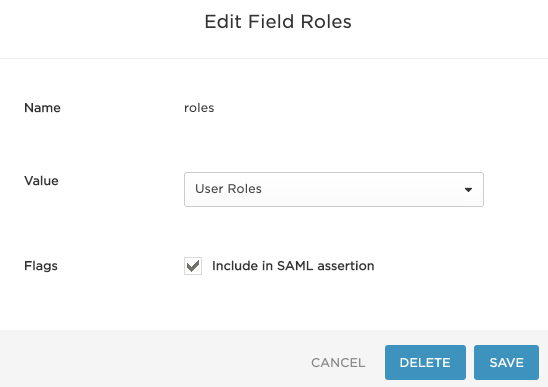 Edit Field Roles
Name
roles
Value
User Roles
Flags
Include in SAML assertion
CANCEL
DELETE
SAVE